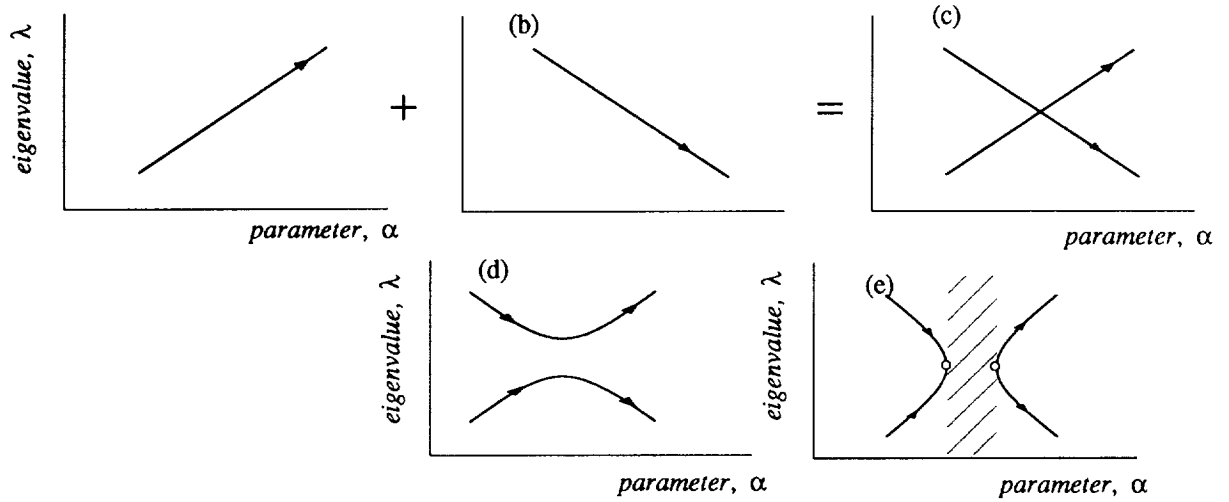 eigenvalue, λ
parameter, α
+
(b)
≡
(c)
parameter, α
eigenvalue, λ
(d)
parameter, α
eigenvalue, λ
(e)
parameter, α